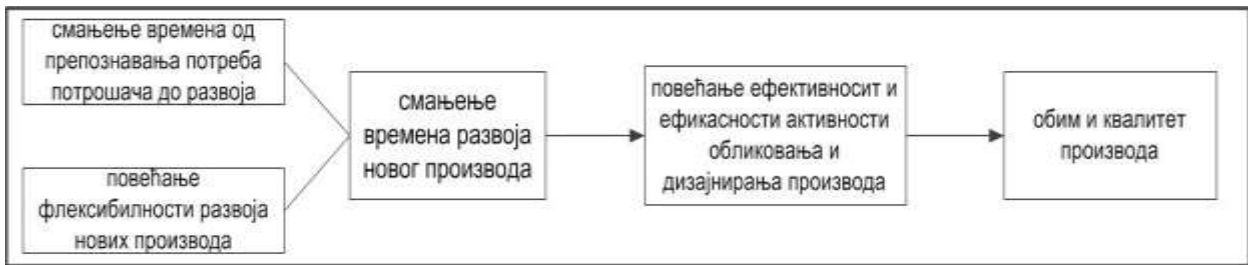 смањење времена од
препознавања потреба
потрошача до развоја
повећање
флексибилности развоја
нових производа
смањење
времена развоја
новог производа
повећање ефективносит и
ефикасности активности
обликовања и
дизајнирања производа
обим и квалитет
производа